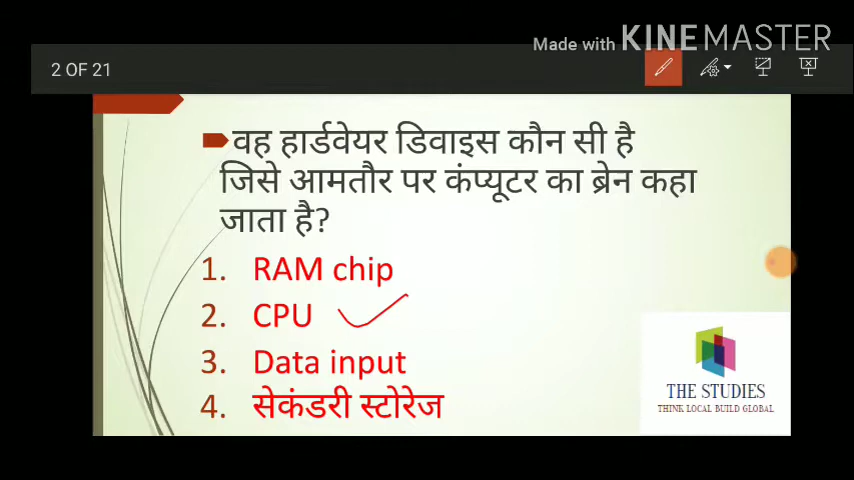 Made with KINEMASTER
2 OF 21
वह हार्डवेयर डिवाइस कौन सी है
जिसे आमतौर पर कंप्यूटर का ब्रेन कहा
जाता है?
1. RAM chip
2. CPU
3. Data input
4. सेकंडरी स्टोरेज
THE STUDIES
THINK LOCAL BUILD GLOBAL